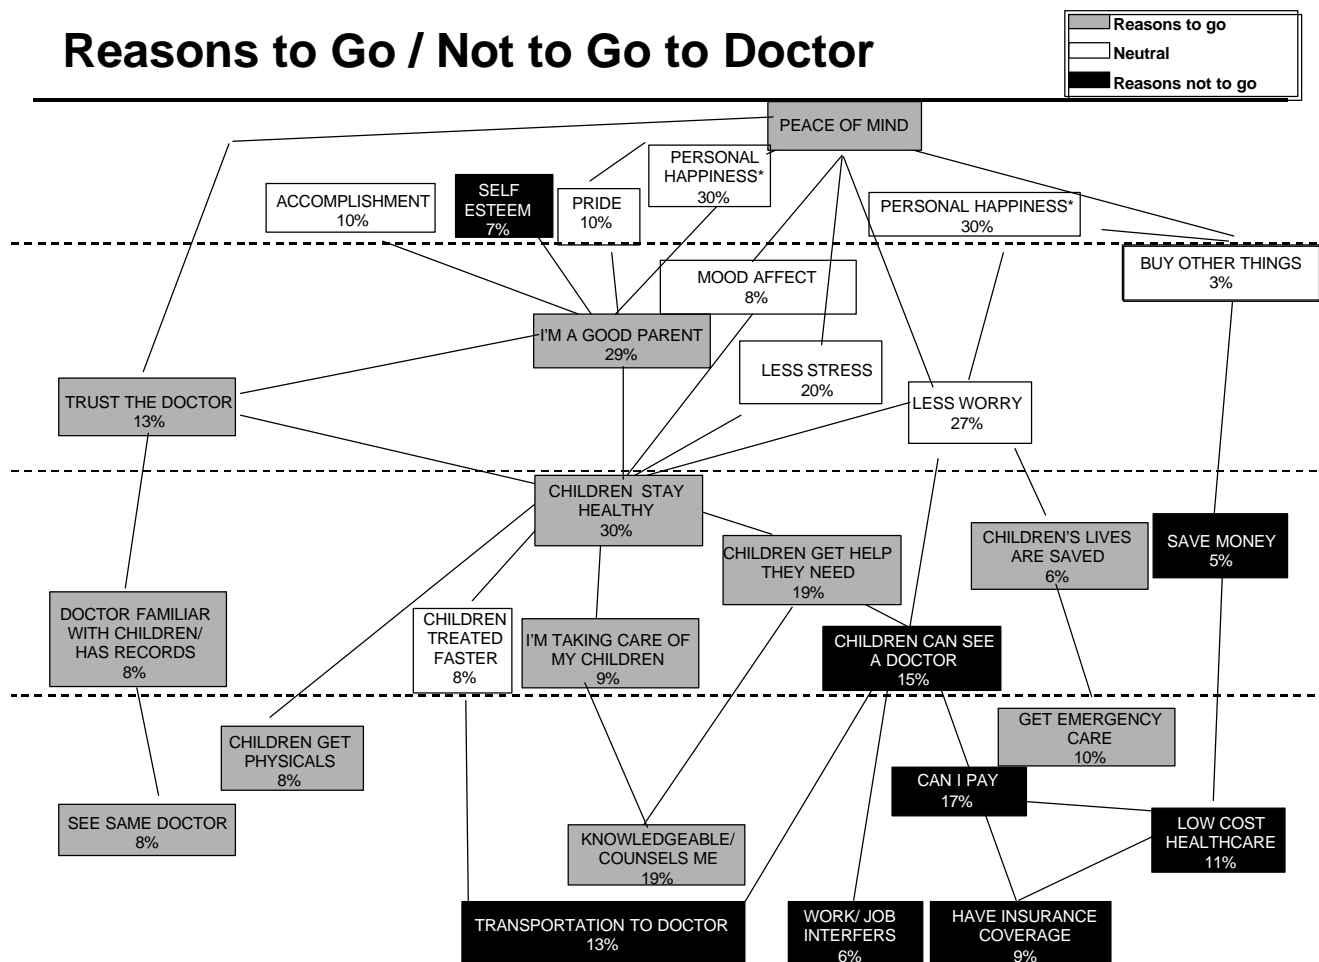 Reasons to Go / Not to Go to Doctor
Reasons to go
Neutral
Reasons not to go
PEACE OF MIND
PERSONAL
HAPPINESS*
30%
ACCOMPLISHMENT
10%
SELF
ESTEEM
7%
PRIDE
10%
PERSONAL HAPPINESS*
30%
BUY OTHER THINGS
3%
MOOD AFFECT
8%
I'M A GOOD PARENT
29%
LESS STRESS
20%
TRUST THE DOCTOR
13%
LESS WORRY
27%
CHILDREN STAY
HEALTHY
30%
CHILDREN GET HELP
THEY NEED
19%
CHILDREN'S LIVES
ARE SAVED
6%
SAVE MONEY
5%
DOCTOR FAMILIAR
WITH CHILDREN/
HAS RECORDS
8%
CHILDREN
TREATED
FASTER
8%
I'M TAKING CARE OF
MY CHILDREN
9%
CHILDREN CAN SEE
A DOCTOR
15%
CHILDREN GET
PHYSICALS
8%
GET EMERGENCY
CARE
10%
CAN I PAY
17%
SEE SAME DOCTOR
8%
KNOWLEDGEABLE/
COUNSELS ME
19%
LOW COST
HEALTHCARE
11%
TRANSPORTATION TO DOCTOR
13%
WORK/ JOB
INTERFERS
6%
HAVE INSURANCE
COVERAGE
9%